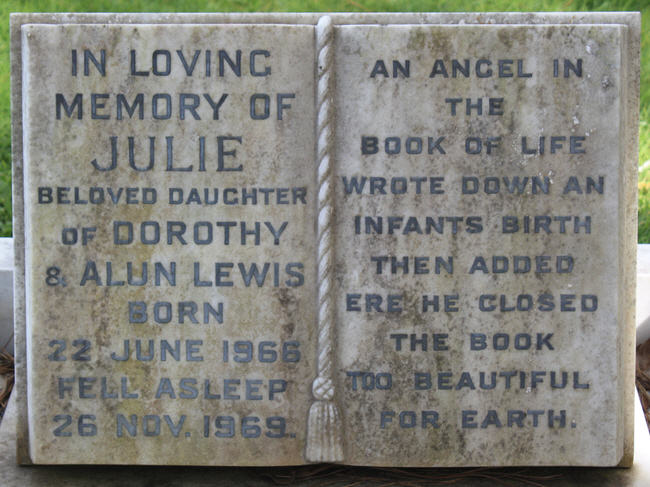 IN LOVING
MEMORY OF
JULIE
BELOVED DAUGHTER
OF DOROTHY
& ALUN LEWIS
BORN
22 JUNE 1966
FELL ASLEEP
26 NOV. 1969.
AN ANGEL IN
THE
BOOK OF LIFE
WROTE DOWN AN
INFANTS BIRTH
THEN ADDED
ERE HE CLOSED
THE BOOK
TOO BEAUTIFUL
FOR EARTH.